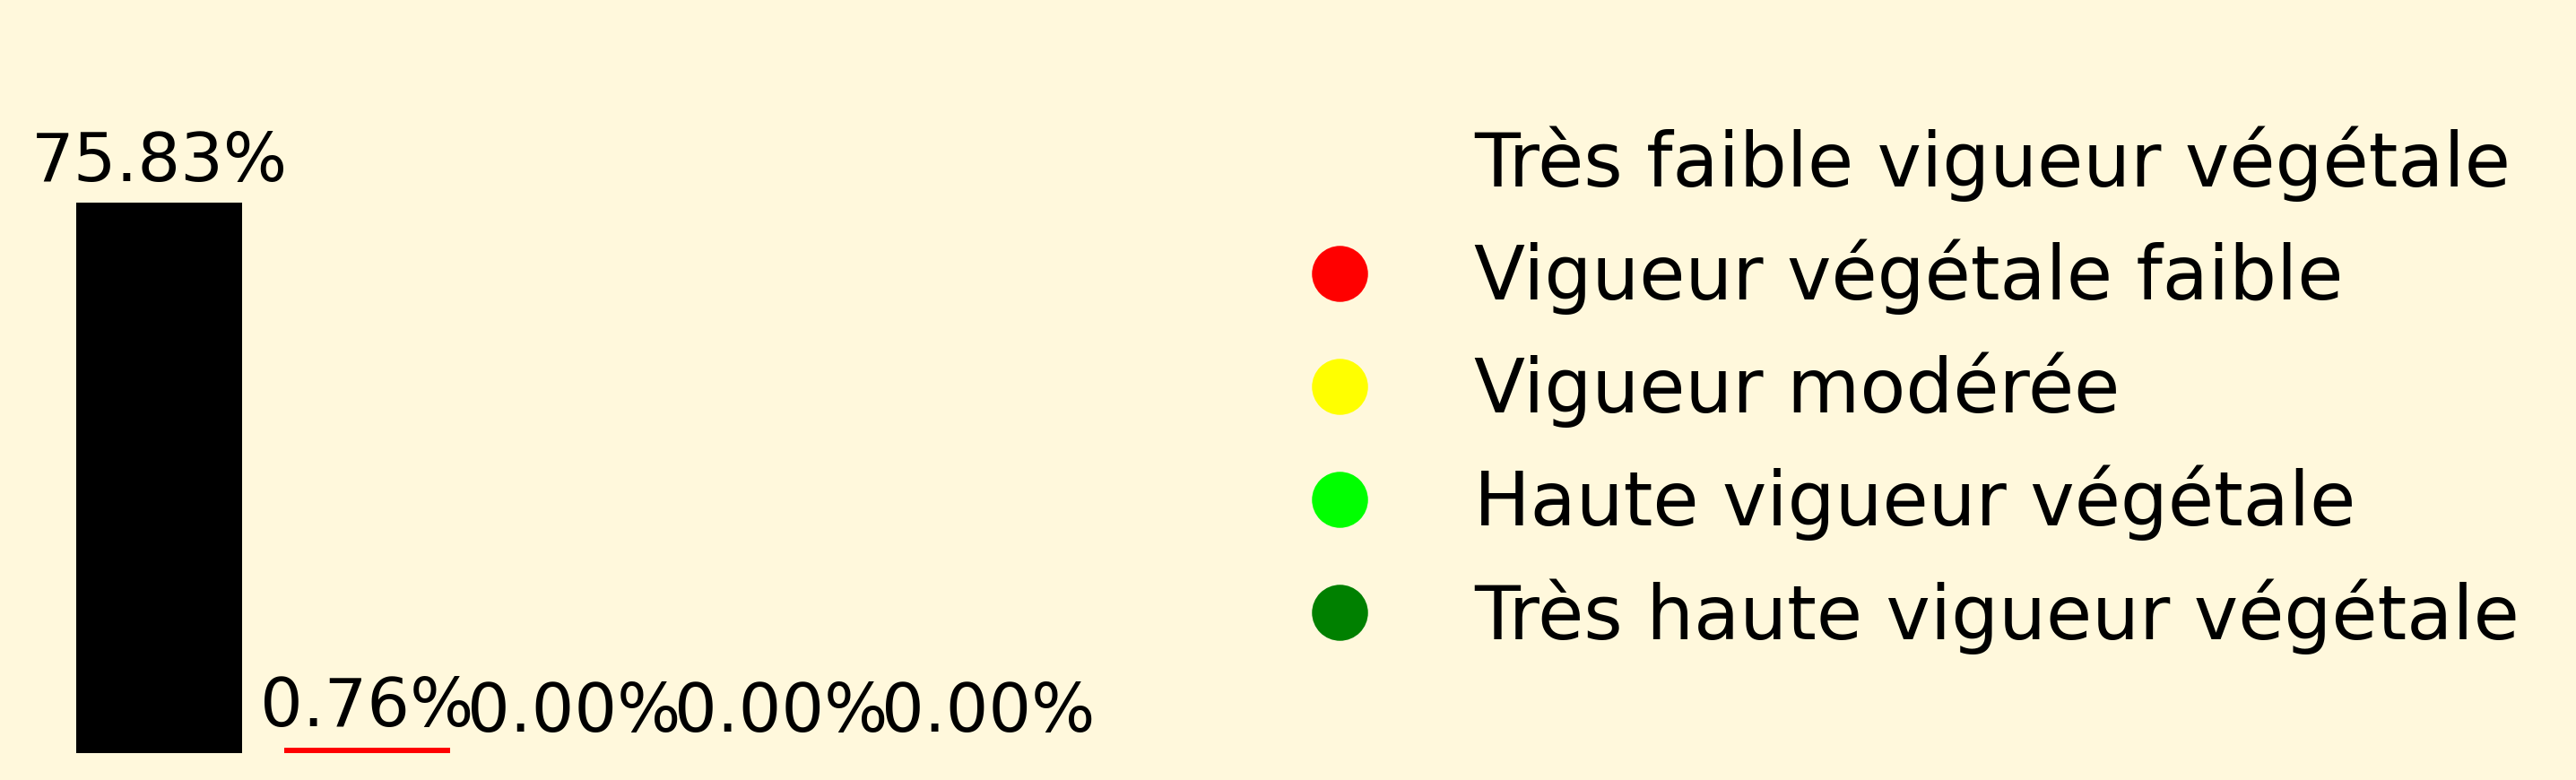 75.83%
0.76% 0.00% 0.00% 0.00%
Très faible vigueur végétale
Vigueur végétale faible
Vigueur modérée
Haute vigueur végétale
Très haute vigueur végétale